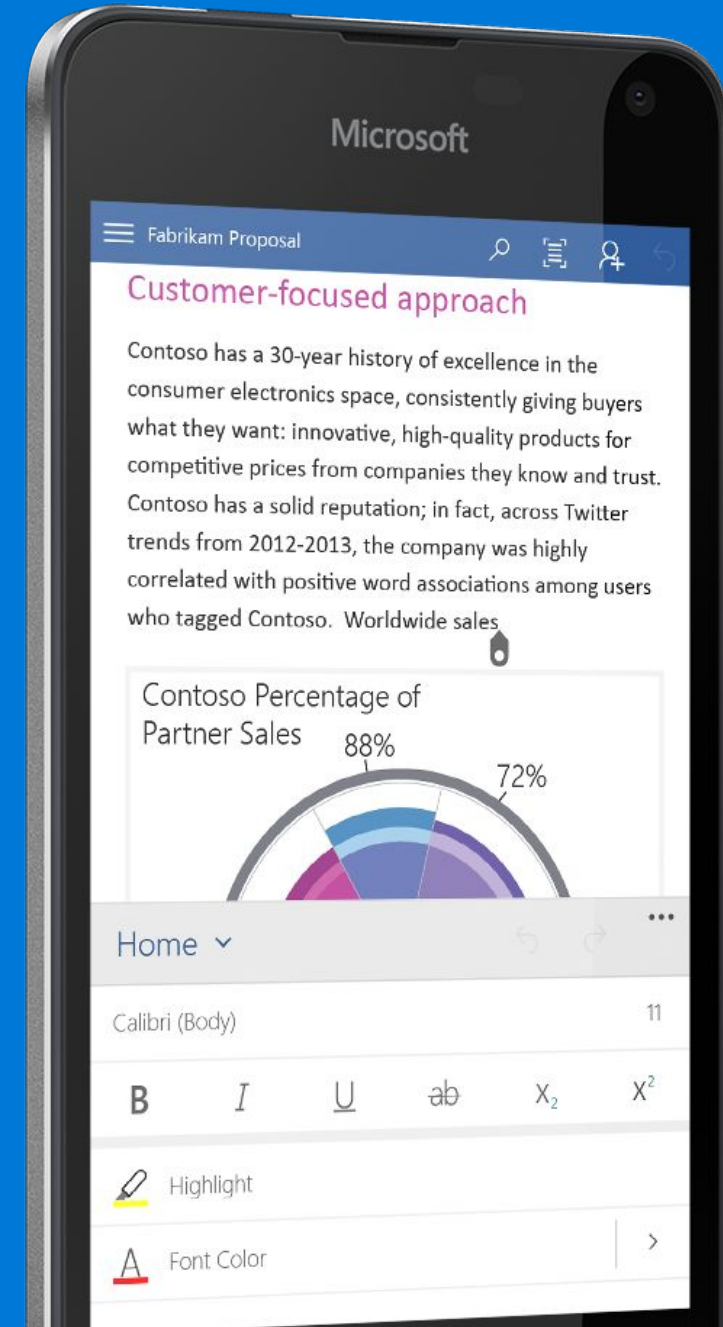 Microsoft
Fabrikam Proposal
Customer-focused approach
Contoso has a 30-year history of excellence in the
consumer electronics space, consistently giving buyers
what they want: innovative, high-quality products for
competitive prices from companies they know and trust.
Contoso has a solid reputation; in fact, across Twitter
trends from 2012-2013, the company was highly
correlated with positive word associations among users
who tagged Contoso.  Worldwide sales
Contoso Percentage of
Partner Sales
88%
72%
Home
Calibri (Body) 11
B I U ab X₂ X²
Highlight
A Font Color